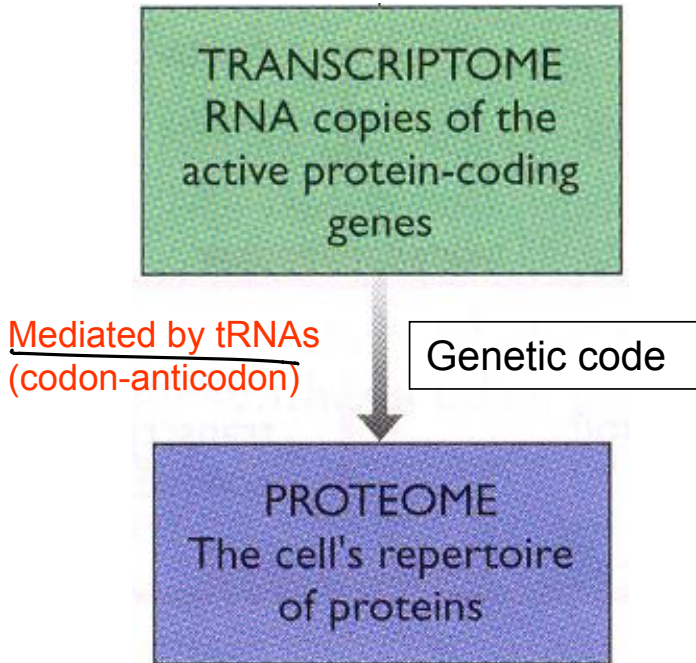 TRANSCRIPTOME
RNA copies of the
active protein-coding
genes
Mediated by tRNAs
(codon-anticodon)
Genetic code
PROTEOME
The cell's repertoire
of proteins